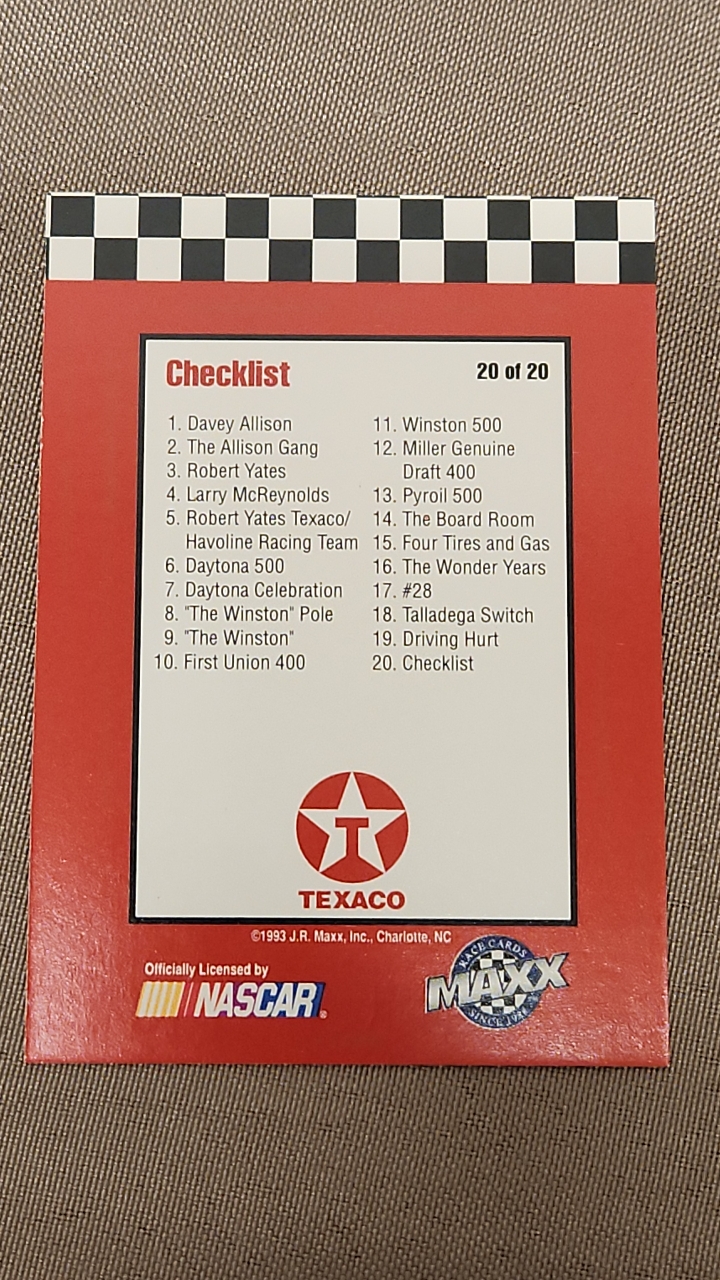 Checklist
20 of 20
1. Davey Allison
2. The Allison Gang
3. Robert Yates
4. Larry McReynolds
5. Robert Yates Texaco/
Havoline Racing Team
6. Daytona 500
7. Daytona Celebration
8. "The Winston" Pole
9. "The Winston"
10. First Union 400
11. Winston 500
12. Miller Genuine
Draft 400
13. Pyroil 500
14. The Board Room
15. Four Tires and Gas
16. The Wonder Years
17. #28
18. Talladega Switch
19. Driving Hurt
20. Checklist
T
TEXACO
©1993 J.R. Maxx, Inc., Charlotte, NC
Officially Licensed by
NASCAR®
RACE CARDS
MAXX
SINCE